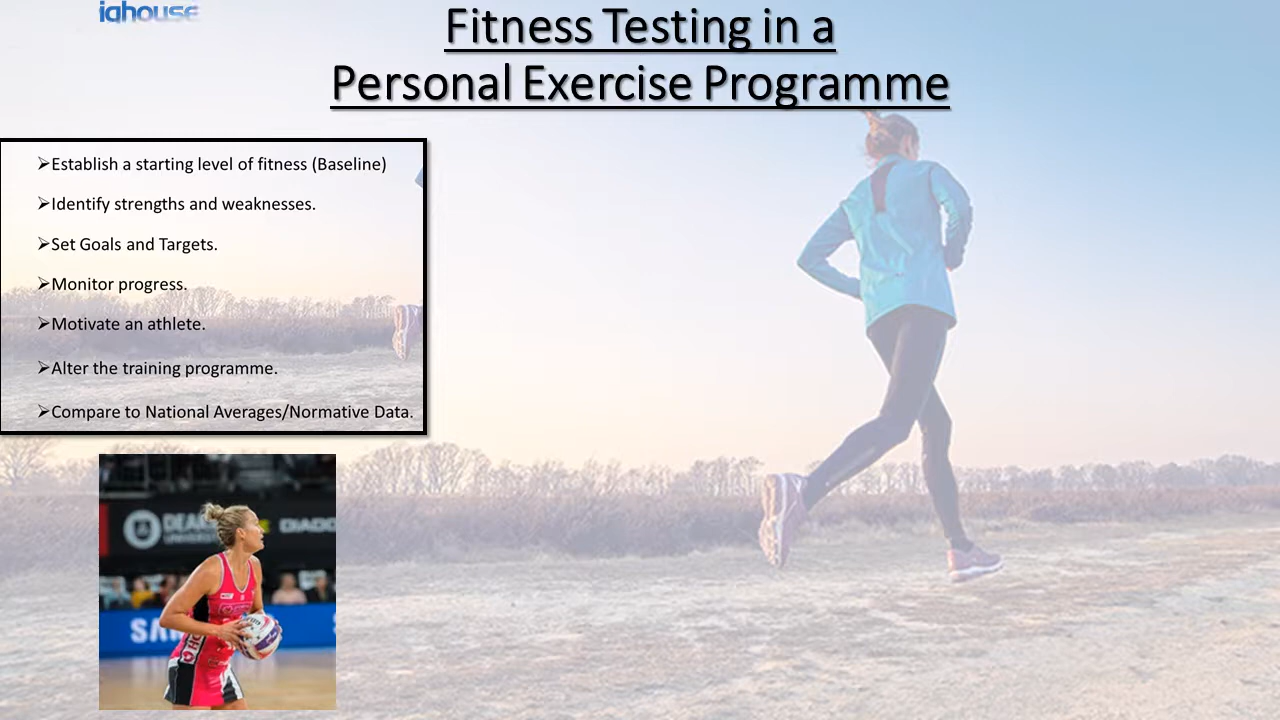 iqhouse
Fitness Testing in a
Personal Exercise Programme
➢Establish a starting level of fitness (Baseline)
➢Identify strengths and weaknesses.
➢Set Goals and Targets.
➢Monitor progress.
➢Motivate an athlete.
➢Alter the training programme.
➢Compare to National Averages/Normative Data.